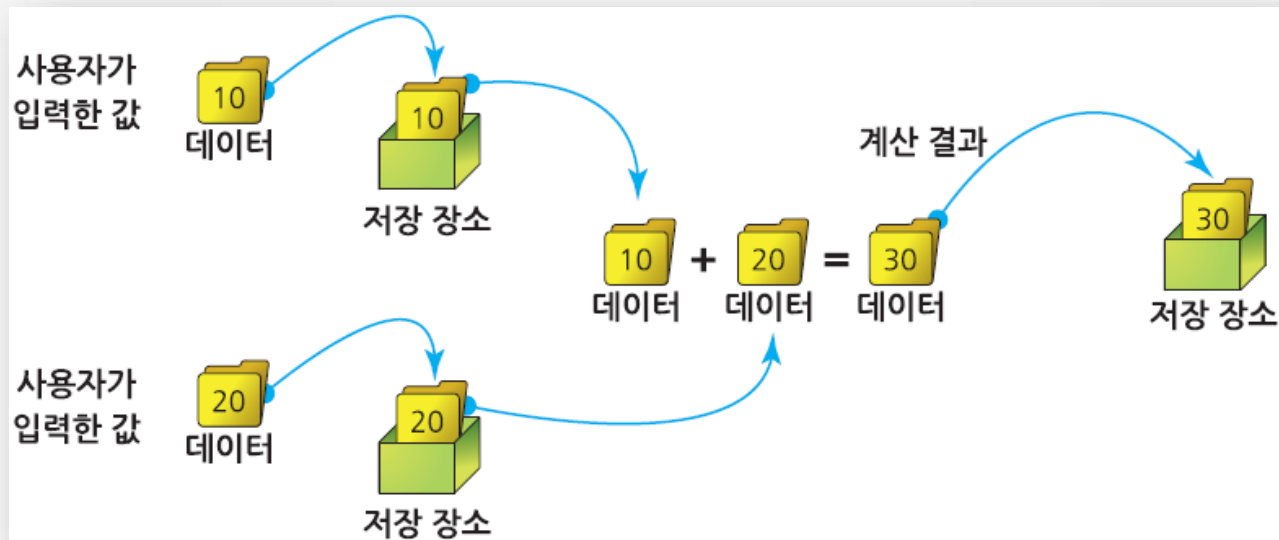 사용자가
입력한 값
10
데이터
10
저장 장소
10 + 20 = 30
데이터 데이터 데이터
계산 결과
30
저장 장소
사용자가
입력한 값
20
데이터
20
저장 장소